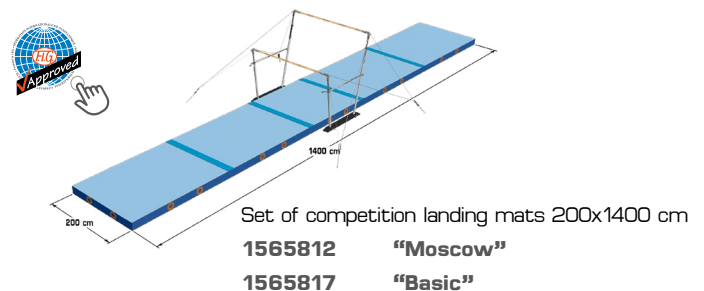 FIG
Approved
1400 cm
200 cm
Set of competition landing mats 200x1400 cm
1565812 “Moscow”
1565817 “Basic”